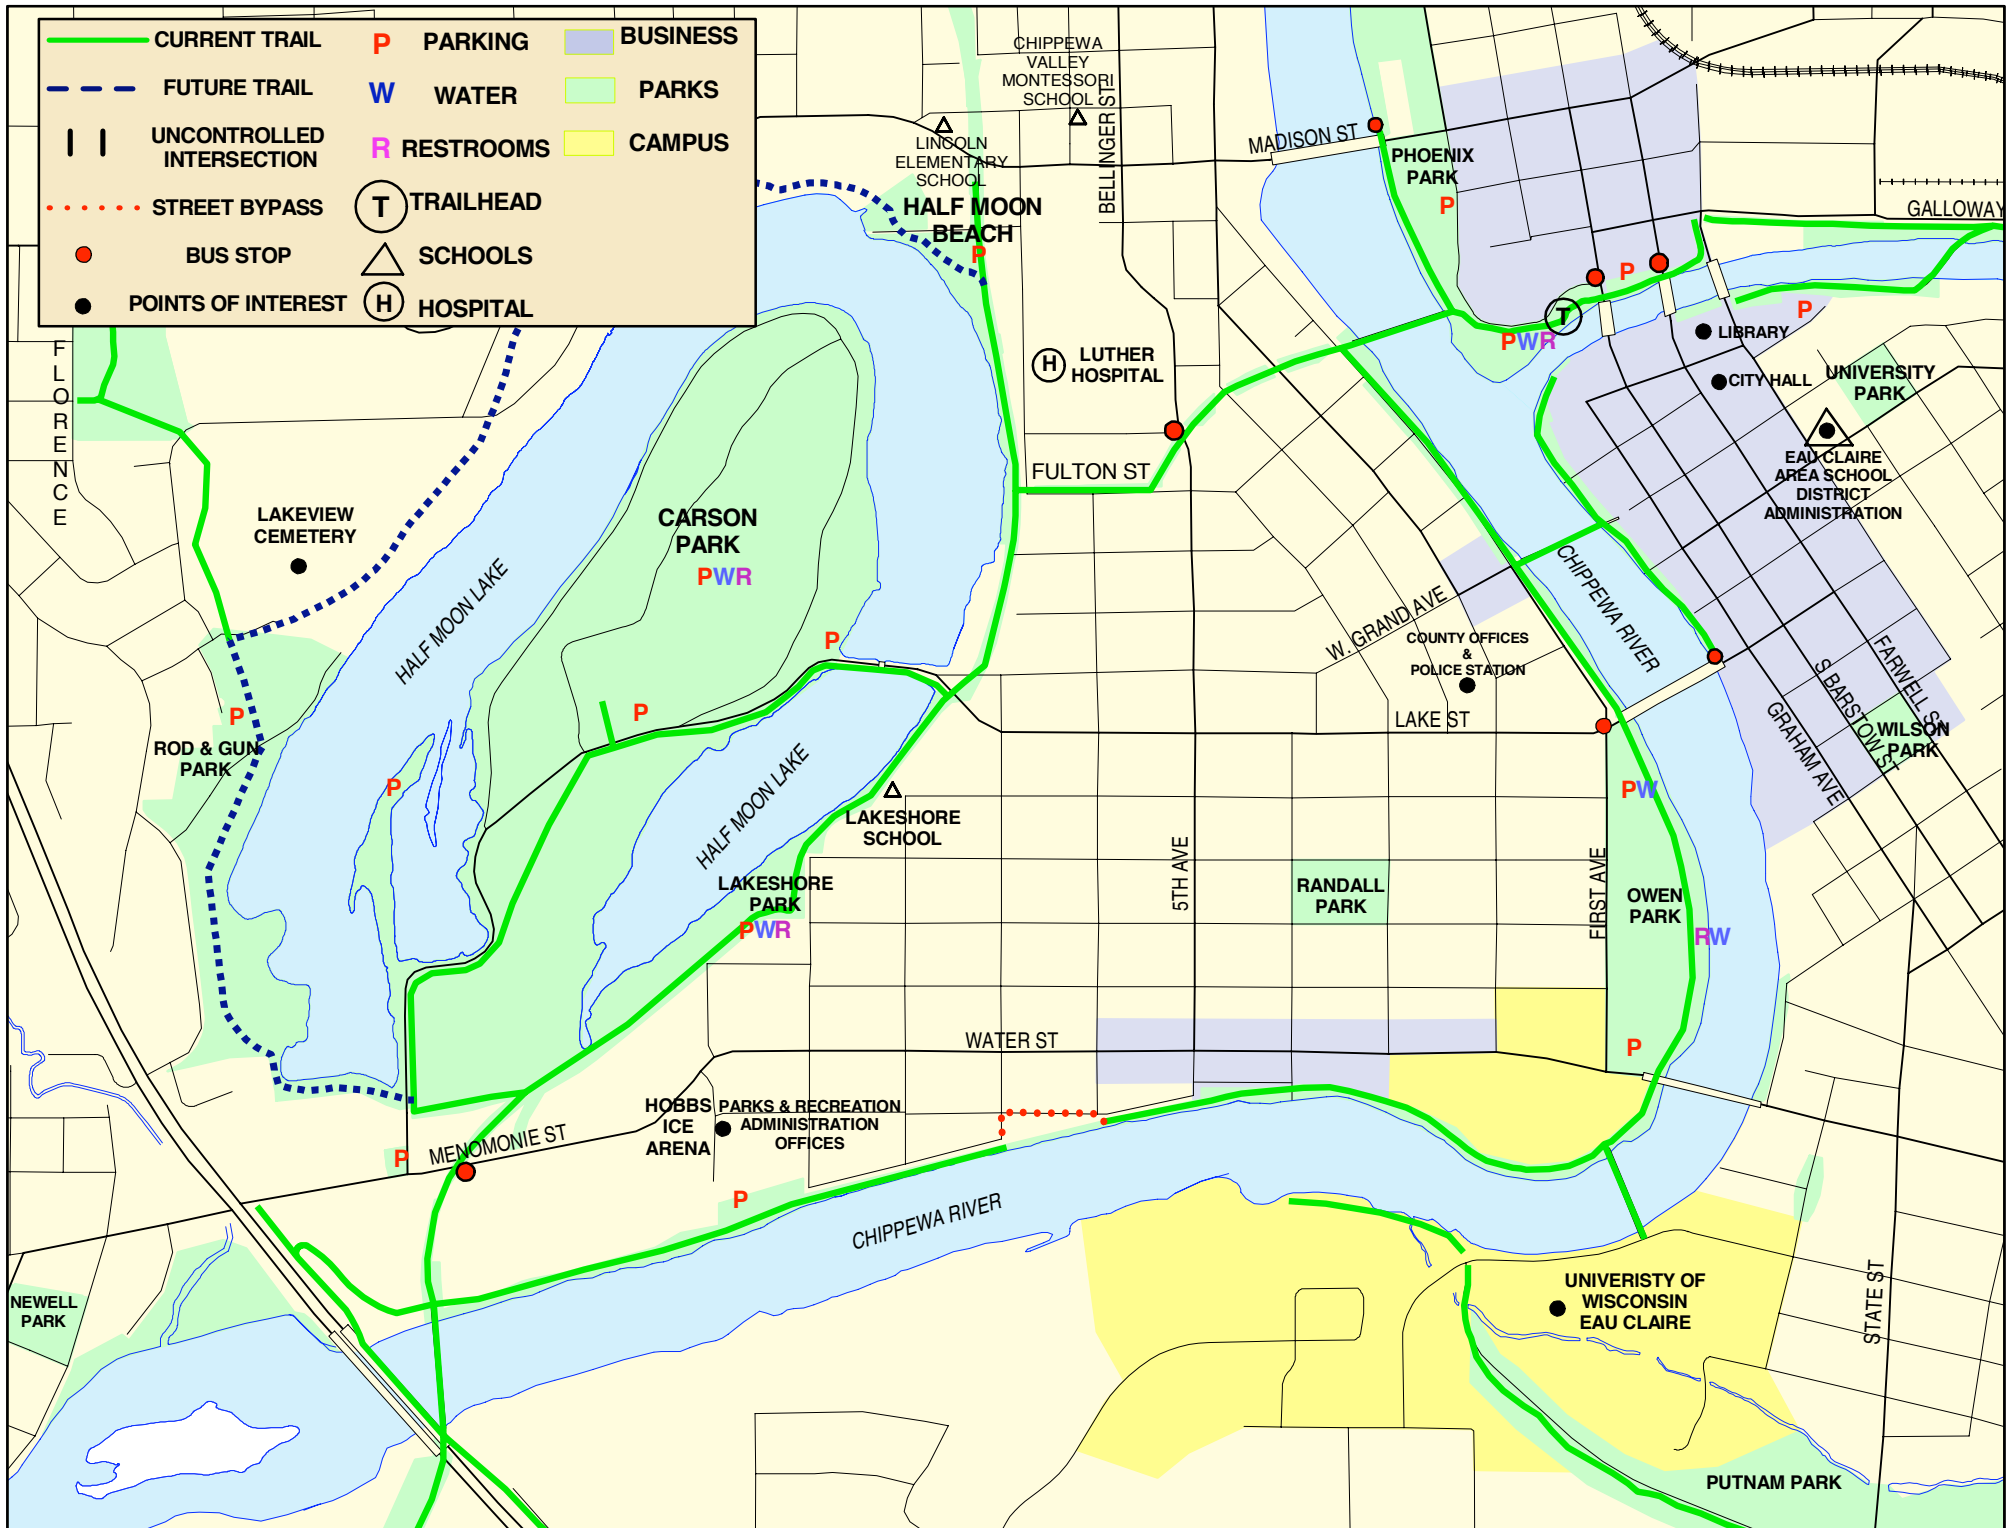 CURRENT TRAIL
FUTURE TRAIL
UNCONTROLLED
INTERSECTION
STREET BYPASS
BUS STOP
POINTS OF INTEREST
P PARKING
W WATER
R RESTROOMS
T TRAILHEAD
SCHOOLS
H HOSPITAL
BUSINESS
PARKS
CAMPUS
CHIPPEWA
VALLEY
MONTESSORI
SCHOOL
LINCOLN
ELEMENTARY
SCHOOL
HALF MOON
BEACH
P
BELLINGER ST
MADISON ST
PHOENIX
PARK
P
GALLOWAY
P
T
PWR
P
LIBRARY
CITY HALL
UNIVERSITY
PARK
EAU CLAIRE
AREA SCHOOL
DISTRICT
ADMINISTRATION
H
LUTHER
HOSPITAL
FULTON ST
FLORENCE
LAKEVIEW
CEMETERY
CARSON
PARK
PWR
HALF MOON LAKE
P
P
P
P
ROD & GUN
PARK
HALF MOON LAKE
LAKESHORE
SCHOOL
LAKESHORE
PARK
PWR
W. GRAND AVE
COUNTY OFFICES
&
POLICE STATION
LAKE ST
CHIPPEWA RIVER
FARWELL ST
S BARSTOW ST
GRAHAM AVE
WILSON
PARK
PW
5TH AVE
RANDALL
PARK
FIRST AVE
OWEN
PARK
RW
P
WATER ST
HOBBS
ICE
ARENA
PARKS & RECREATION
ADMINISTRATION
OFFICES
MENOMONIE ST
P
P
CHIPPEWA RIVER
NEWELL
PARK
UNIVERISTY OF
WISCONSIN
EAU CLAIRE
STATE ST
PUTNAM PARK